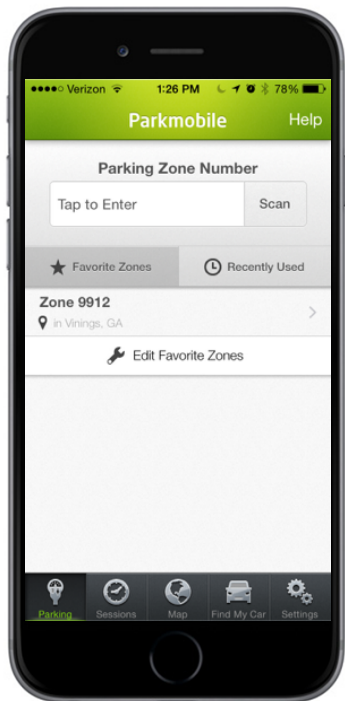 Verizon 1:26 PM 78%
Parkmobile Help
Parking Zone Number
Tap to Enter Scan
Favorite Zones Recently Used
Zone 9912
in Vinings, GA
Edit Favorite Zones
Parking Sessions Map Find My Car Settings